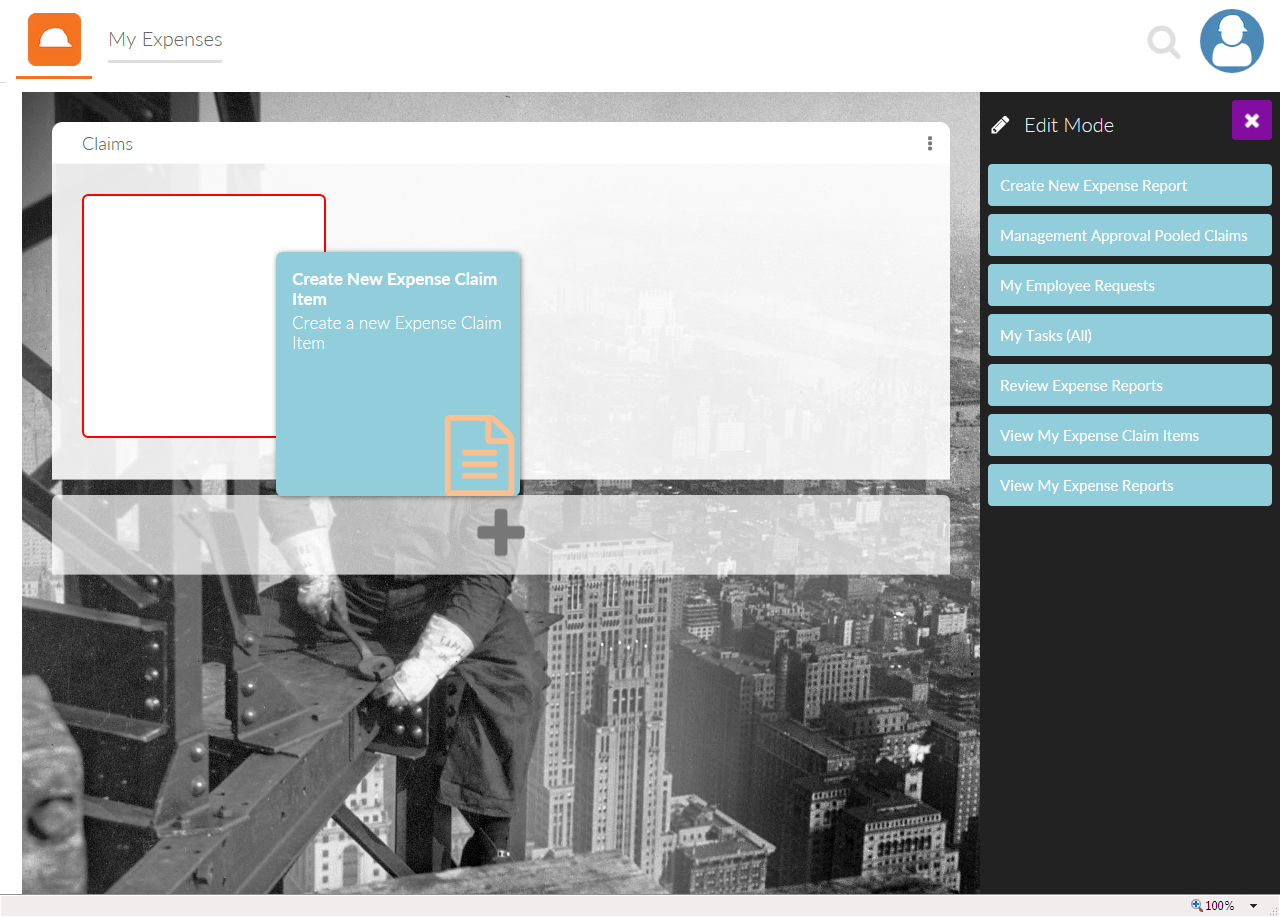 My Expenses
Claims
Create New Expense Claim
Item
Create a new Expense Claim
Item
Edit Mode
Create New Expense Report
Management Approval Pooled Claims
My Employee Requests
My Tasks (All)
Review Expense Reports
View My Expense Claim Items
View My Expense Reports
100%